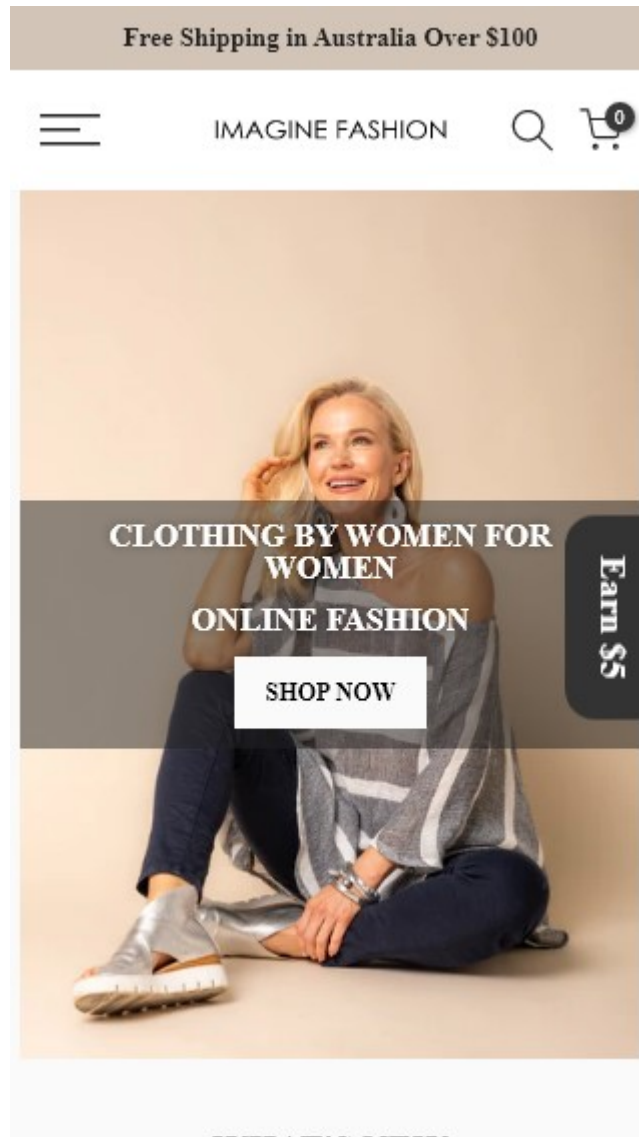 Free Shipping in Australia Over $100
IMAGINE FASHION
0
CLOTHING BY WOMEN FOR
WOMEN
ONLINE FASHION
SHOP NOW
Earn $5